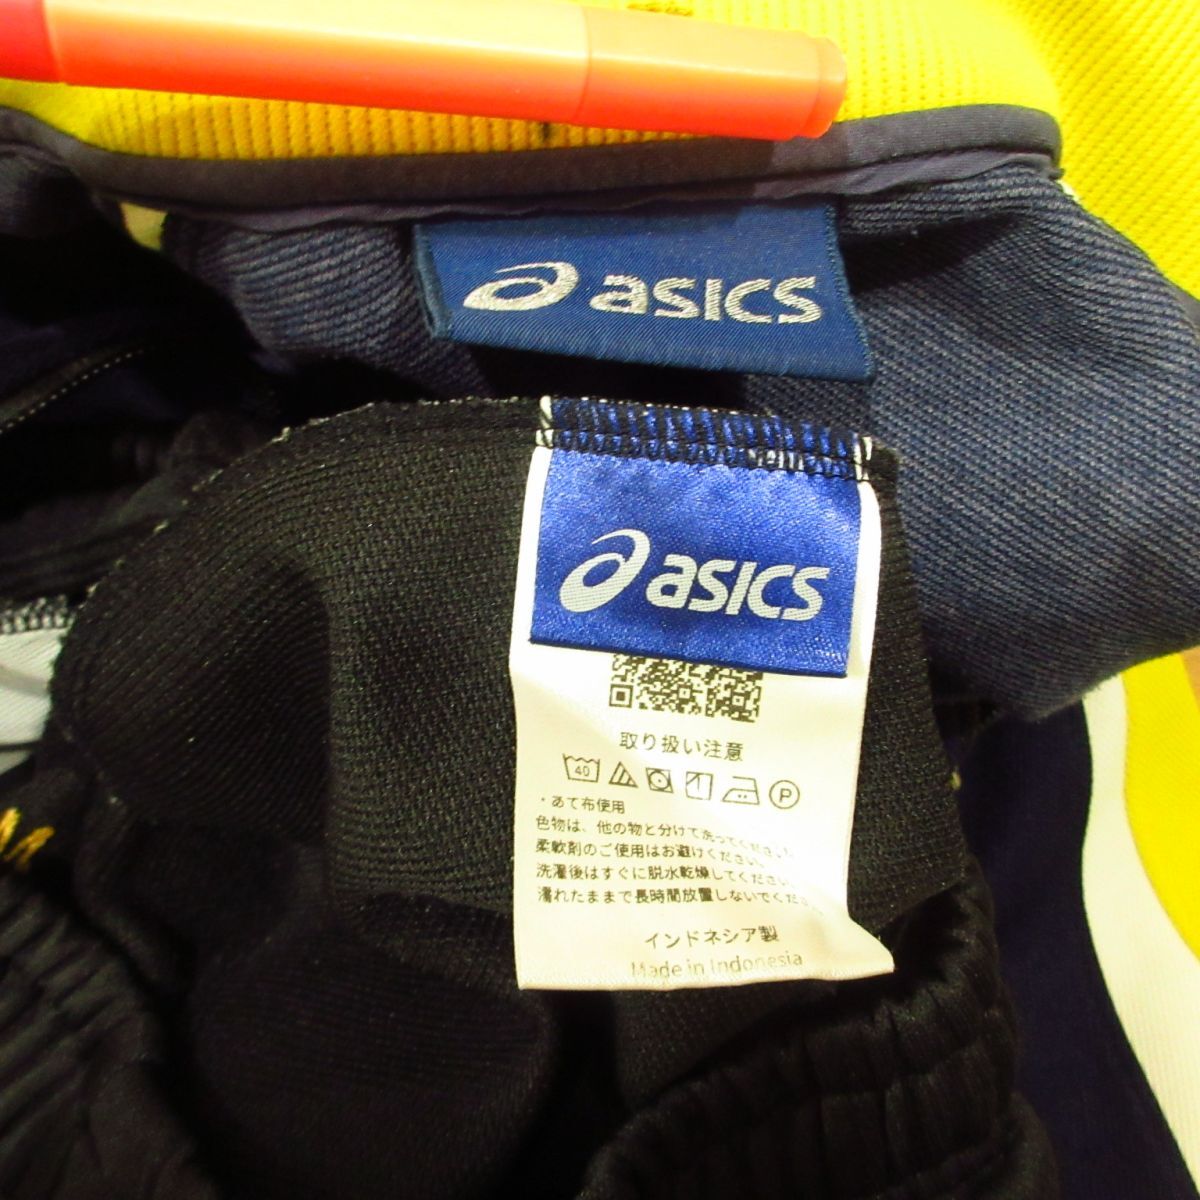 asics
asics
取り扱い注意
40 P
・あて布使用
色物は、他の物と分けて洗ってください。
柔軟剤のご使用はお避けください。
洗濯後はすぐに脱水乾燥してください。
濡れたままで長時間放置しないでください
インドネシア製
Made in Indonesia